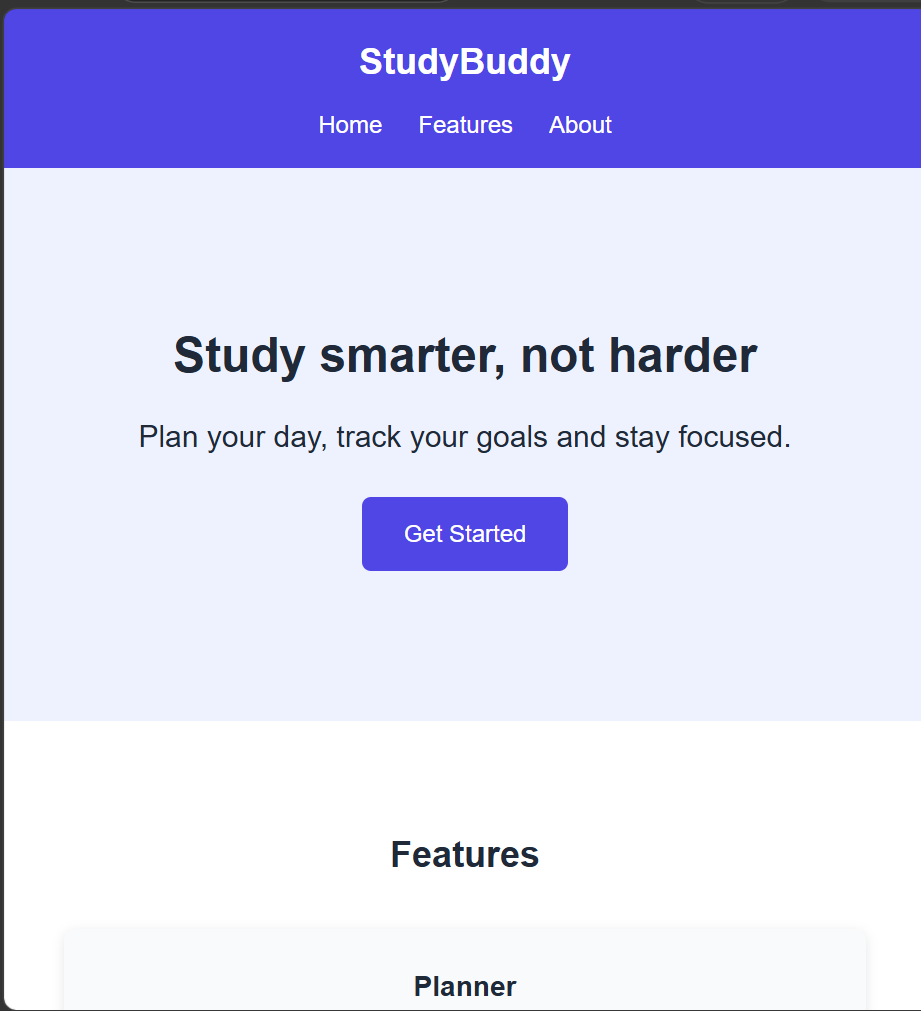 StudyBuddy
Home Features About
Study smarter, not harder
Plan your day, track your goals and stay focused.
Get Started
Features
Planner